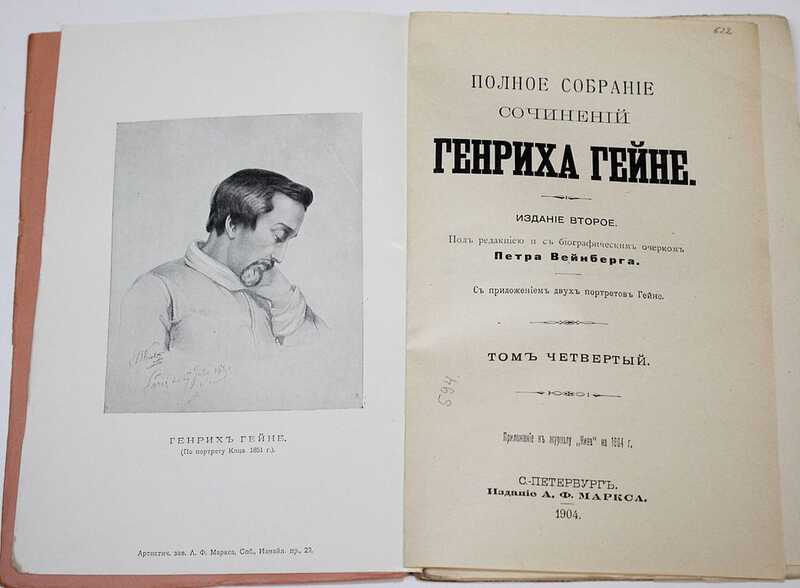 ГЕНРИХЪ ГЕЙНЕ.
(По портрету Кица 1851 г.).
Артистич. зав. А. Ф. Маркса, Спб., Измайл. пр., 29.
622
ПОЛНОЕ СОБРАНІЕ
СОЧИНЕНІЙ
ГЕНРИХА ГЕЙНЕ.
ИЗДАНІЕ ВТОРОЕ.
Подъ редакціею и съ біографическимъ очеркомъ
Петра Вейнберга.
Съ приложеніемъ двухъ портретовъ Гейне.
ТОМЪ ЧЕТВЕРТЫЙ.
594.
Приложеніе къ журналу „Нива“ на 1904 г.
С.-ПЕТЕРБУРГЪ.
Изданіе А. Ф. МАРКСА.
1904.